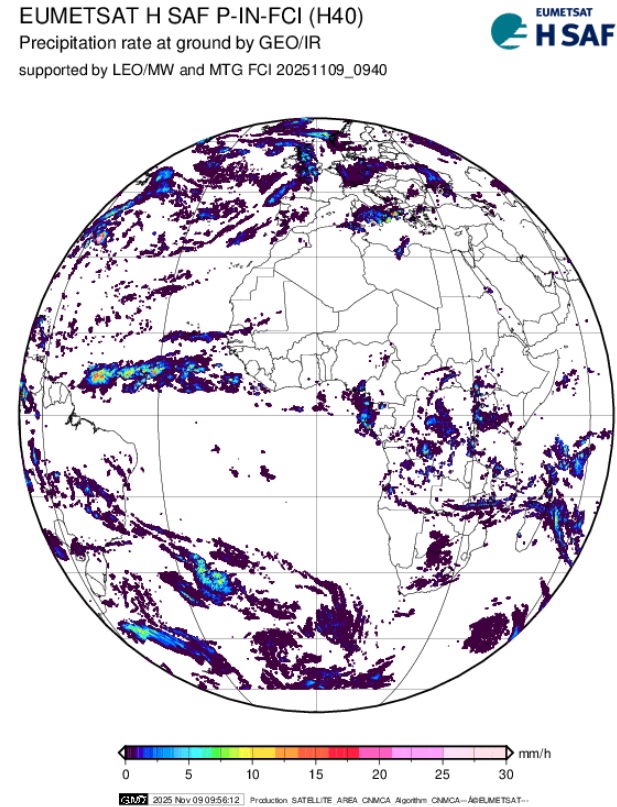 EUMETSAT H SAF P-IN-FCI (H40)
Precipitation rate at ground by GEO/IR
supported by LEO/MW and MTG FCI 20251109_0940
EUMETSAT
H SAF
mm/h
0 5 10 15 20 25 30
GMT 2025 Nov 09 09:56:12 Production SATELLITE AREA CNMCA Algorithm CNMCA---Â©EUMETSAT---